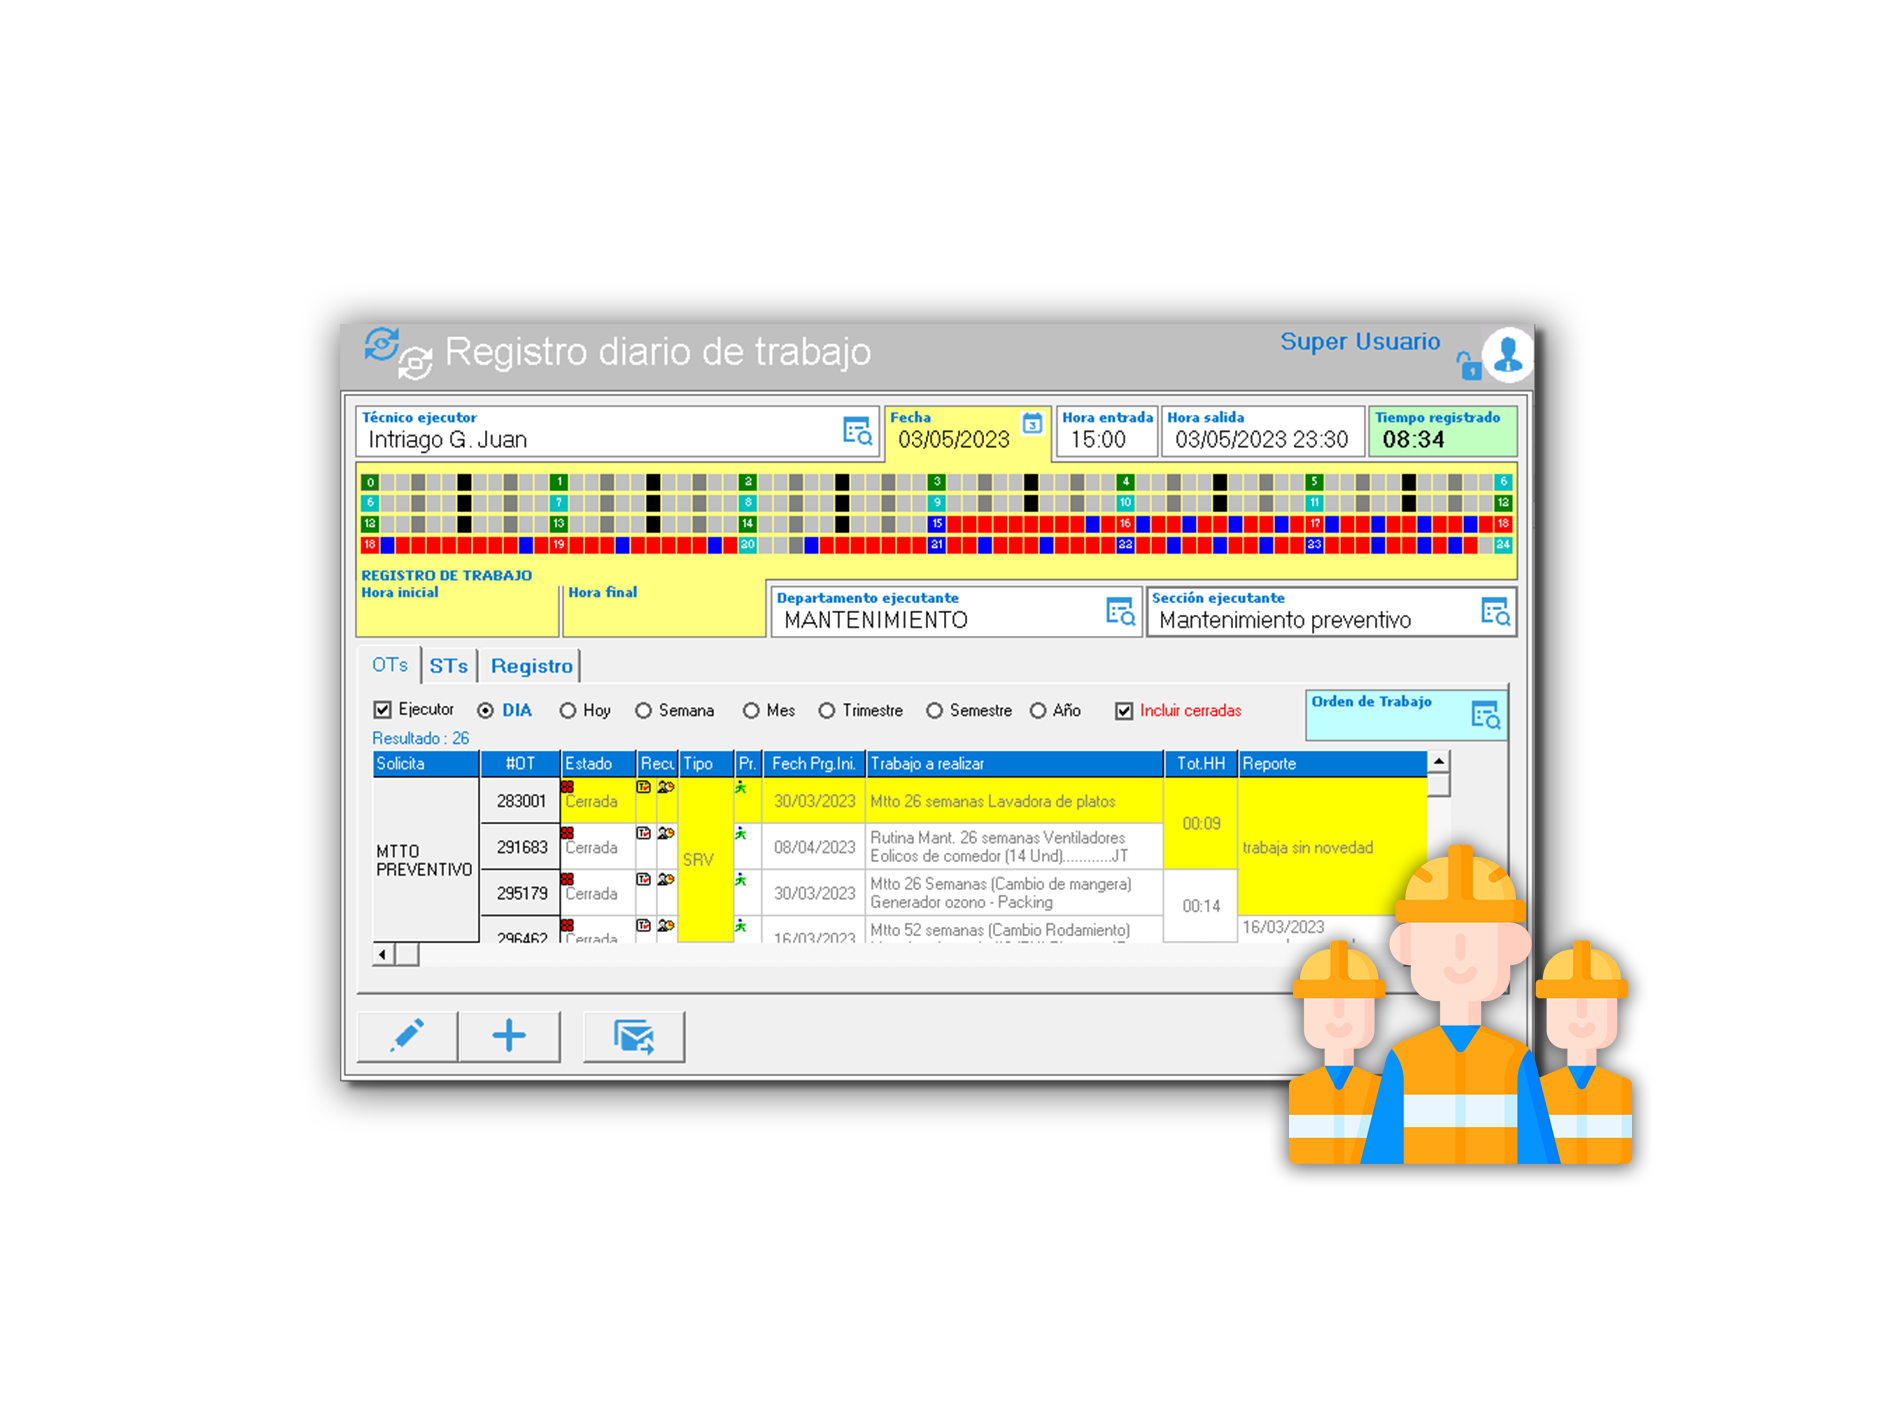 Registro diario de trabajo
Super Usuario
Técnico ejecutor
Intriago G. Juan
Fecha
03/05/2023
Hora entrada
15:00
Hora salida
03/05/2023 23:30
Tiempo registrado
08:34
0 1 2 3 4 5 6
6 7 8 9 10 11 12
12 13 14 15 16 17 18
18 19 20 21 22 23 24
REGISTRO DE TRABAJO
Hora inicial
Hora final
Departamento ejecutante
MANTENIMIENTO
Sección ejecutante
Mantenimiento preventivo
OTs STs Registro
Ejecutor DIA Hoy Semana Mes Trimestre Semestre Año Incluir cerradas
Orden de Trabajo
Resultado : 26
Solicita #OT Estado Recu Tipo Pr. Fech Prg.Ini. Trabajo a realizar Tot.HH Reporte
MTTO
PREVENTIVO
283001 Cerrada 30/03/2023 Mtto 26 semanas Lavadora de platos
00:09
291683 Cerrada 08/04/2023 Rutina Mant. 26 semanas Ventiladores
Eolicos de comedor (14 Und)............JT
trabaja sin novedad
SRV
295179 Cerrada 30/03/2023 Mtto 26 Semanas (Cambio de mangera)
Generador ozono - Packing
00:14
296462 Cerrada 16/03/2023 Mtto 52 semanas (Cambio Rodamiento)
16/03/2023